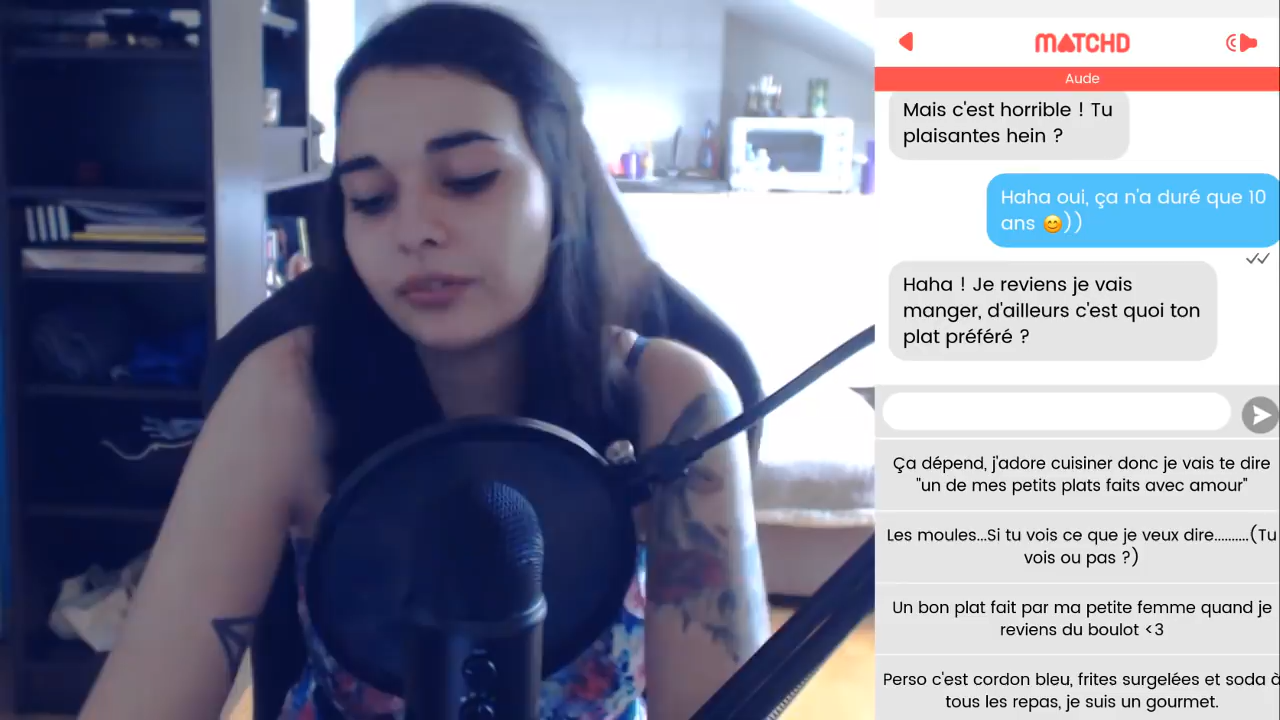 MATCHD
Aude
Mais c'est horrible ! Tu
plaisantes hein ?
Haha oui, ça n'a duré que 10
ans 😊))
Haha ! Je reviens je vais
manger, d'ailleurs c'est quoi ton
plat préféré ?
Ça dépend, j'adore cuisiner donc je vais te dire
"un de mes petits plats faits avec amour"
Les moules...Si tu vois ce que je veux dire..........(Tu
vois ou pas ?)
Un bon plat fait par ma petite femme quand je
reviens du boulot <3
Perso c'est cordon bleu, frites surgelées et soda à
tous les repas, je suis un gourmet.